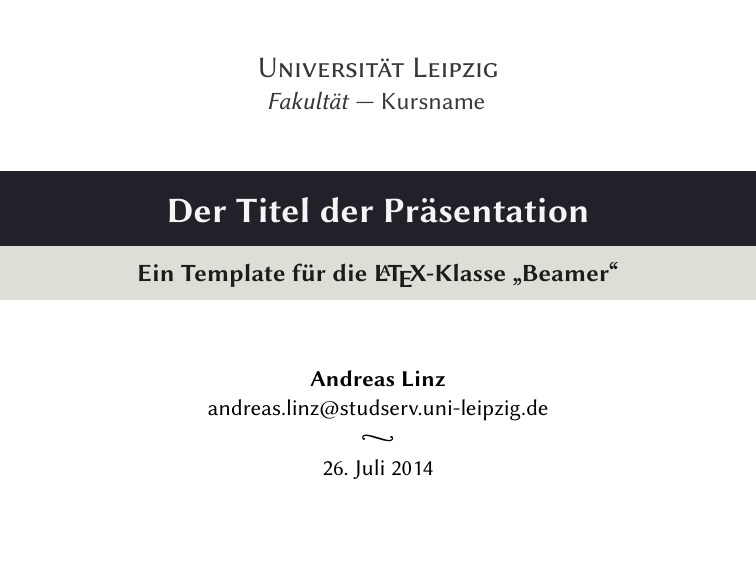 Universität Leipzig
Fakultät — Kursname
Der Titel der Präsentation
Ein Template für die LATEX-Klasse „Beamer“
Andreas Linz
andreas.linz@studserv.uni-leipzig.de
26. Juli 2014